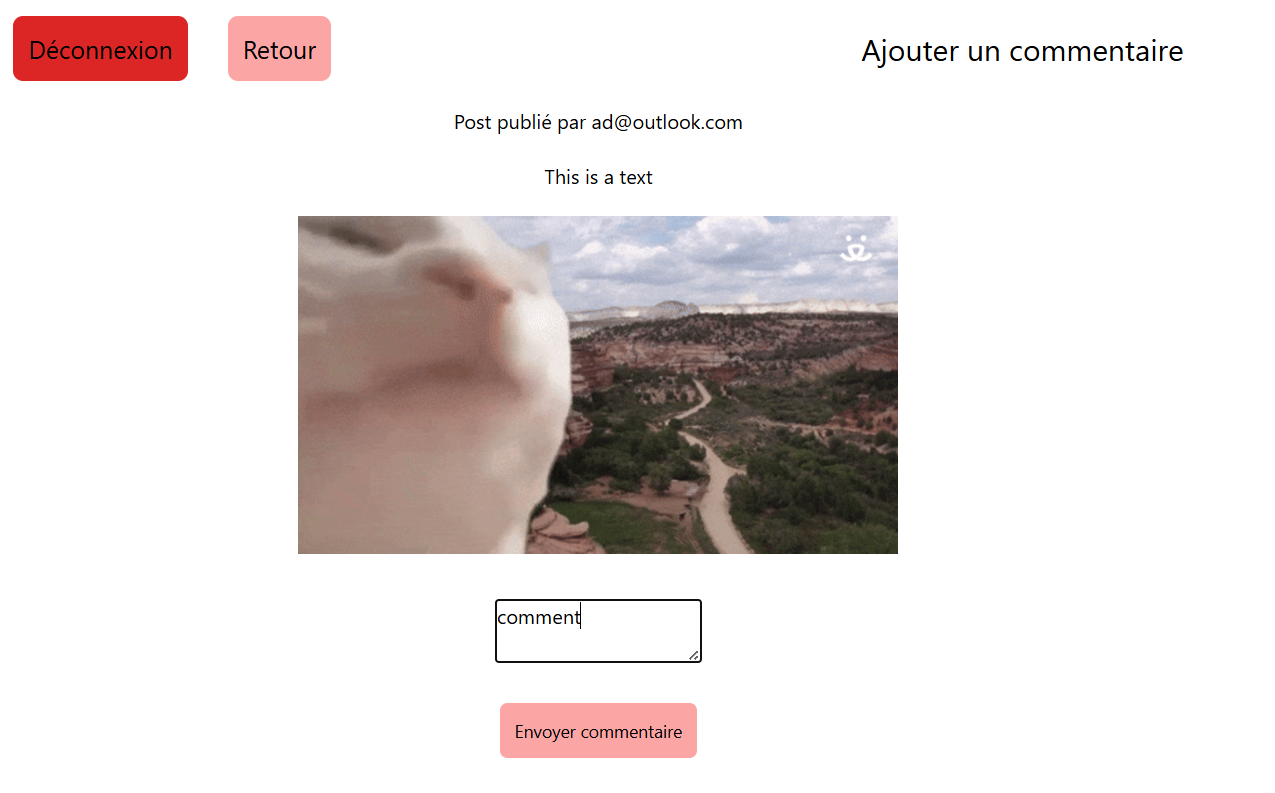 Déconnexion
Retour
Ajouter un commentaire
Post publié par ad@outlook.com
This is a text
comment
Envoyer commentaire